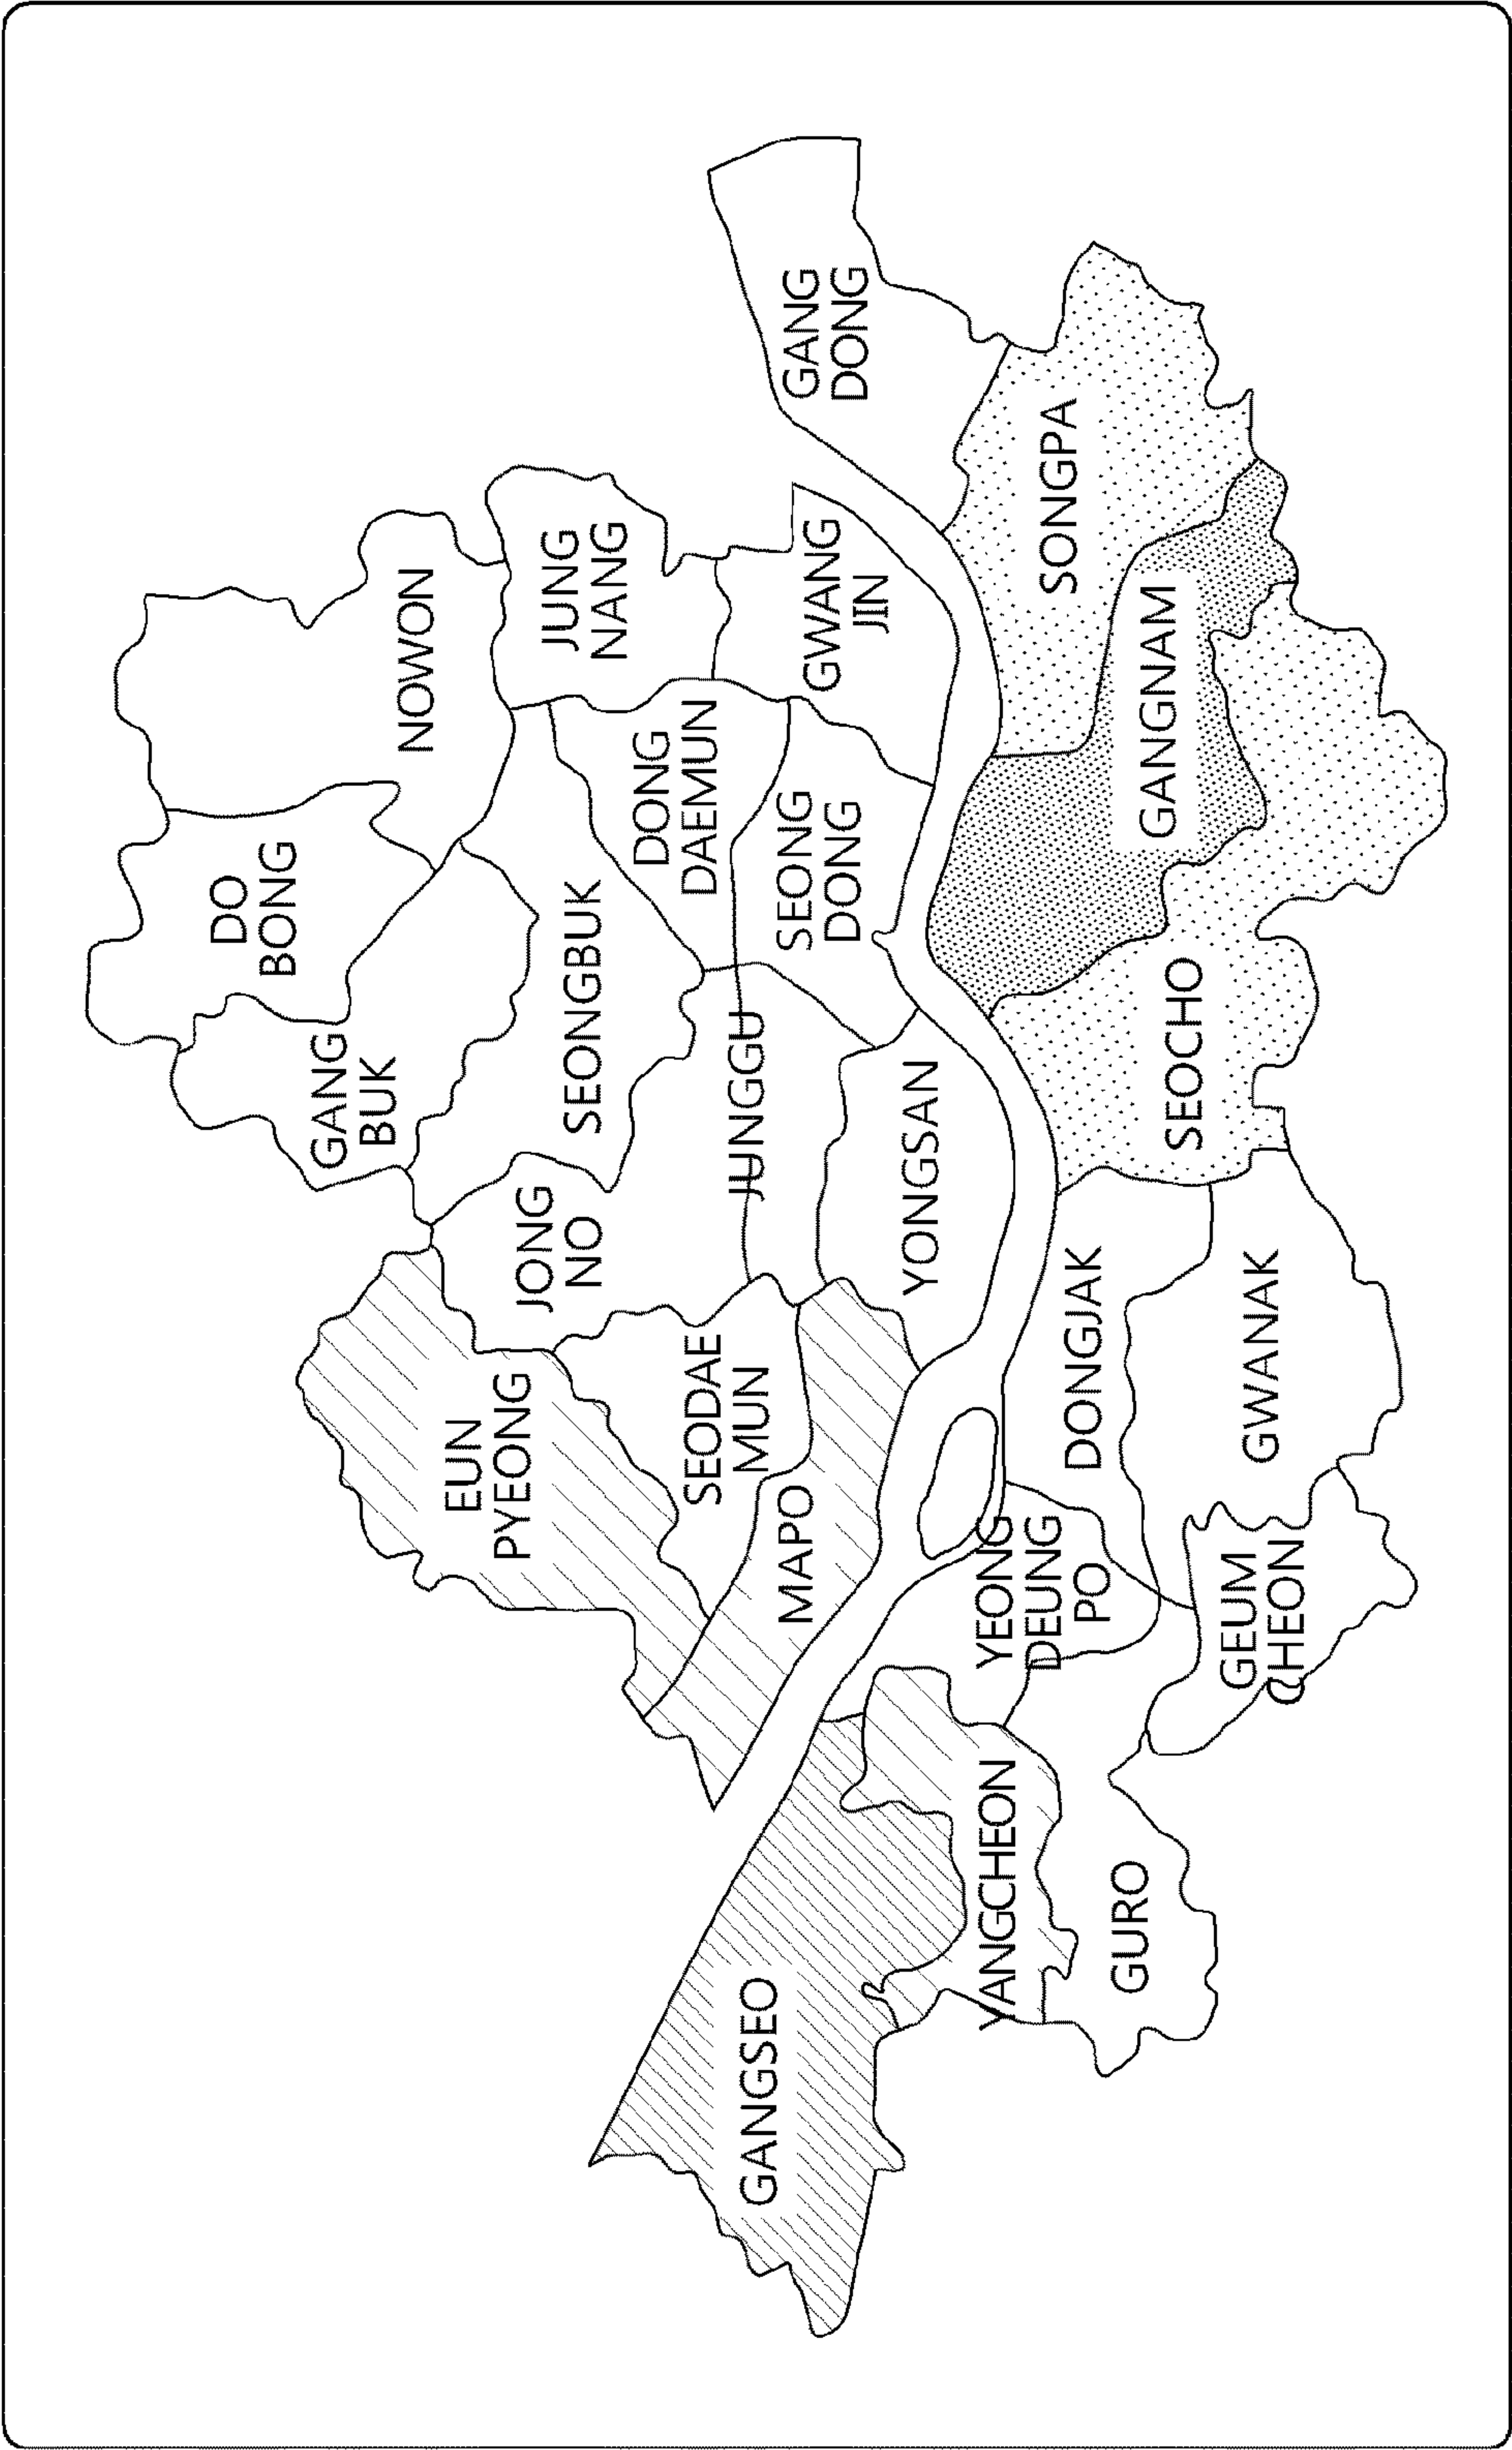 DO
BONG
NOWON
GANG
BUK
EUN
PYEONG
JONG
NO
SEONGBUK
JUNG
NANG
DONG
DAEMUN
SEODAE
MUN
JUNGGU
SEONG
DONG
GWANG
JIN
GANG
DONG
MAPO
YONGSAN
GANGSEO
YANGCHEON
YEONG
DEUNG
PO
DONGJAK
SEOCHO
GANGNAM
SONGPA
GURO
GEUM
CHEON
GWANAK